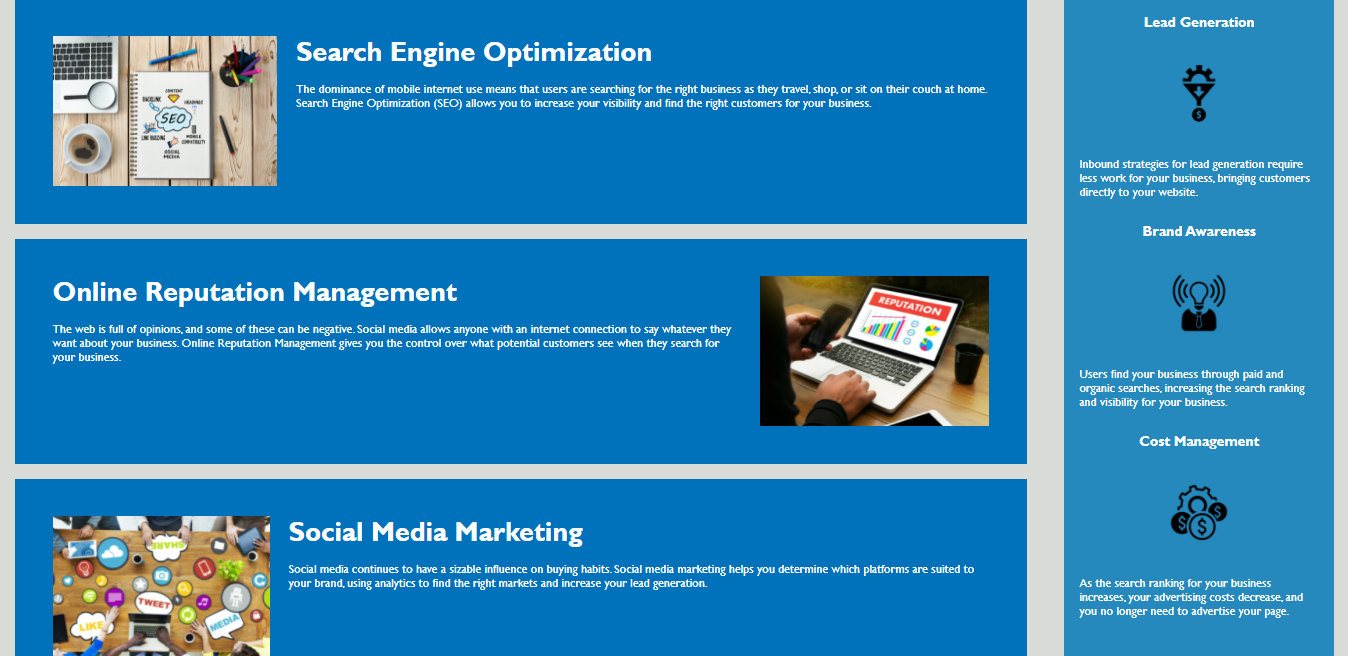 Search Engine Optimization
The dominance of mobile internet use means that users are searching for the right business as they travel, shop, or sit on their couch at home.
Search Engine Optimization (SEO) allows you to increase your visibility and find the right customers for your business.
CONTENT
BACKLINK
HEADLINE
SEO
LINK BUILDING
MOBILE
COMPATIBILITY
SOCIAL
MEDIA
Online Reputation Management
The web is full of opinions, and some of these can be negative. Social media allows anyone with an internet connection to say whatever they
want about your business. Online Reputation Management gives you the control over what potential customers see when they search for
your business.
REPUTATION
Social Media Marketing
Social media continues to have a sizable influence on buying habits. Social media marketing helps you determine which platforms are suited to
your brand, using analytics to find the right markets and increase your lead generation.
SHARE
TWEET
LIKE
MEDIA
Lead Generation
$
Inbound strategies for lead generation require
less work for your business, bringing customers
directly to your website.
Brand Awareness
Users find your business through paid and
organic searches, increasing the search ranking
and visibility for your business.
Cost Management
$ $ $
As the search ranking for your business
increases, your advertising costs decrease, and
you no longer need to advertise your page.